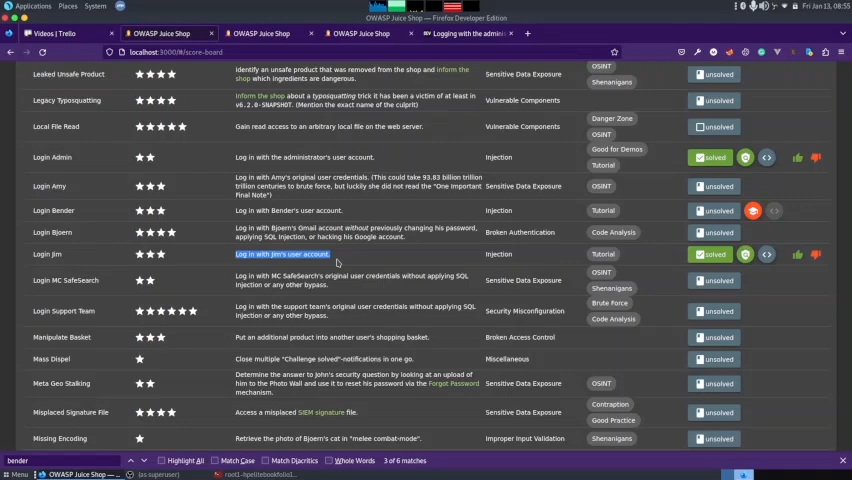 Applications Places System Fri Jan 13, 08:55
OWASP Juice Shop — Firefox Developer Edition
Videos | Trello × OWASP Juice Shop × OWASP Juice Shop × OWASP Juice Shop × DEV Logging with the adminis ×
localhost:3000/#/score-board
Leaked Unsafe Product Identify an unsafe product that was removed from the shop and inform the shop which ingredients are dangerous. Sensitive Data Exposure OSINT Shenanigans unsolved
Legacy Typosquatting Inform the shop about a typosquatting trick it has been a victim of at least in v6.2.0-SNAPSHOT. (Mention the exact name of the culprit) Vulnerable Components unsolved
Local File Read Gain read access to an arbitrary local file on the web server. Vulnerable Components Danger Zone OSINT unsolved
Login Admin Log in with the administrator's user account. Injection Good for Demos Tutorial solved
Login Amy Log in with Amy's original user credentials. (This could take 93.83 billion trillion trillion centuries to brute force, but luckily she did not read the "One Important Final Note") Sensitive Data Exposure OSINT unsolved
Login Bender Log in with Bender's user account. Injection Tutorial unsolved
Login Bjoern Log in with Bjoern's Gmail account without previously changing his password, applying SQL Injection, or hacking his Google account. Broken Authentication Code Analysis unsolved
Login Jim Log in with Jim's user account. Injection Tutorial solved
Login MC SafeSearch Log in with MC SafeSearch's original user credentials without applying SQL Injection or any other bypass. Sensitive Data Exposure OSINT Shenanigans unsolved
Login Support Team Log in with the support team's original user credentials without applying SQL Injection or any other bypass. Security Misconfiguration Brute Force Code Analysis unsolved
Manipulate Basket Put an additional product into another user's shopping basket. Broken Access Control unsolved
Mass Dispel Close multiple "Challenge solved"-notifications in one go. Miscellaneous unsolved
Meta Geo Stalking Determine the answer to John's security question by looking at an upload of him to the Photo Wall and use it to reset his password via the Forgot Password mechanism. Sensitive Data Exposure OSINT unsolved
Misplaced Signature File Access a misplaced SIEM signature file. Sensitive Data Exposure Contraption Good Practice unsolved
Missing Encoding Retrieve the photo of Bjoern's cat in "melee combat-mode". Improper Input Validation Shenanigans unsolved
bender Highlight All Match Case Match Diacritics Whole Words 3 of 6 matches
Menu OWASP Juice Shop —... (as superuser) root1-hpelitebookfolio1...